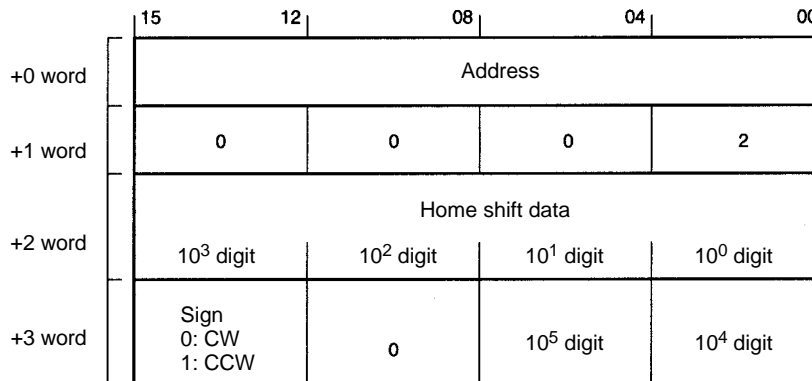 15 12 08 04 00
+0 word Address
+1 word 0 0 0 2
Home shift data
+2 word 10³ digit 10² digit 10¹ digit 10⁰ digit
Sign
+3 word 0: CW 0 10⁵ digit 10⁴ digit
1: CCW